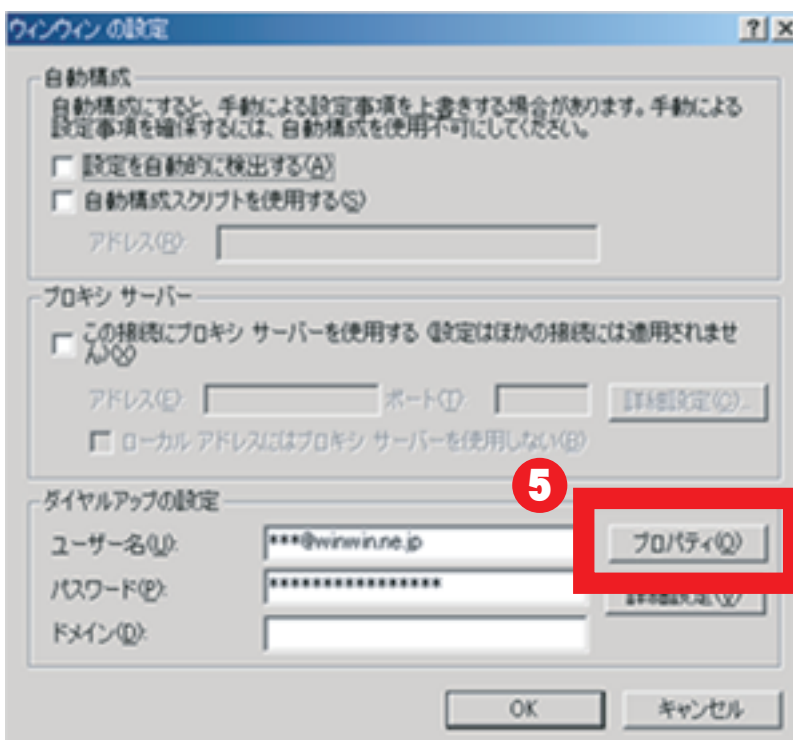 ウィンウィン の設定
自動構成
自動構成にすると、手動による設定事項を上書きする場合があります。手動による
設定事項を確保するには、自動構成を使用不可にしてください。
設定を自動的に検出する(A)
自動構成スクリプトを使用する(S)
アドレス(R):
プロキシ サーバー
この接続にプロキシ サーバーを使用する (設定はほかの接続には適用されませ
ん)(X)
アドレス(E): ポート(T): 詳細設定(C)...
ローカル アドレスにはプロキシ サーバーを使用しない(B)
5
ダイヤルアップの設定
ユーザー名(U): ***@winwin.ne.jp プロパティ(O)
パスワード(P): **************** 詳細設定(V)
ドメイン(D):
OK キャンセル